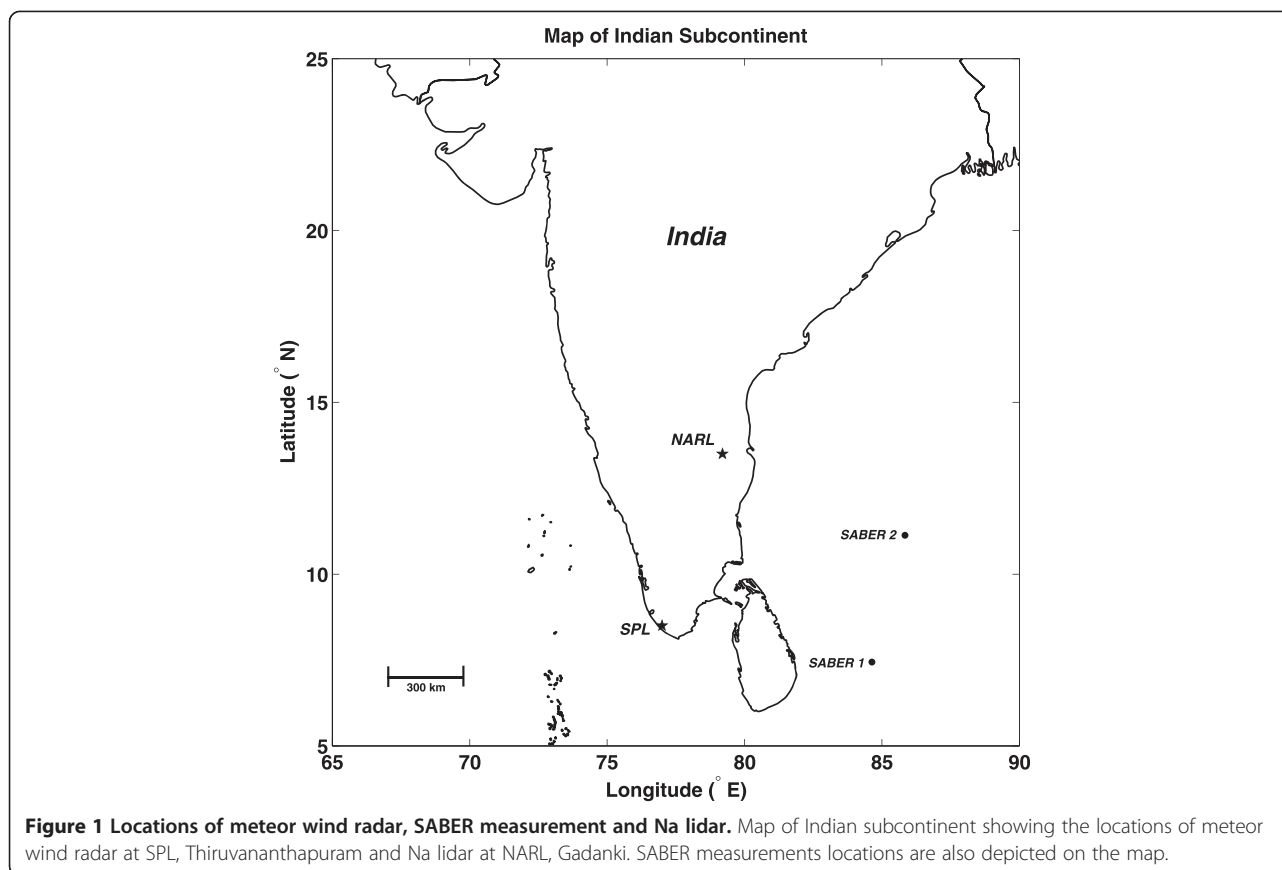 Map of Indian Subcontinent
25
20
15
10
5
Latitude (° N)
India
NARL
SABER 2
SPL
SABER 1
300 km
65 70 75 80 85 90
Longitude (° E)
Figure 1 Locations of meteor wind radar, SABER measurement and Na lidar. Map of Indian subcontinent showing the locations of meteor
wind radar at SPL, Thiruvananthapuram and Na lidar at NARL, Gadanki. SABER measurements locations are also depicted on the map.